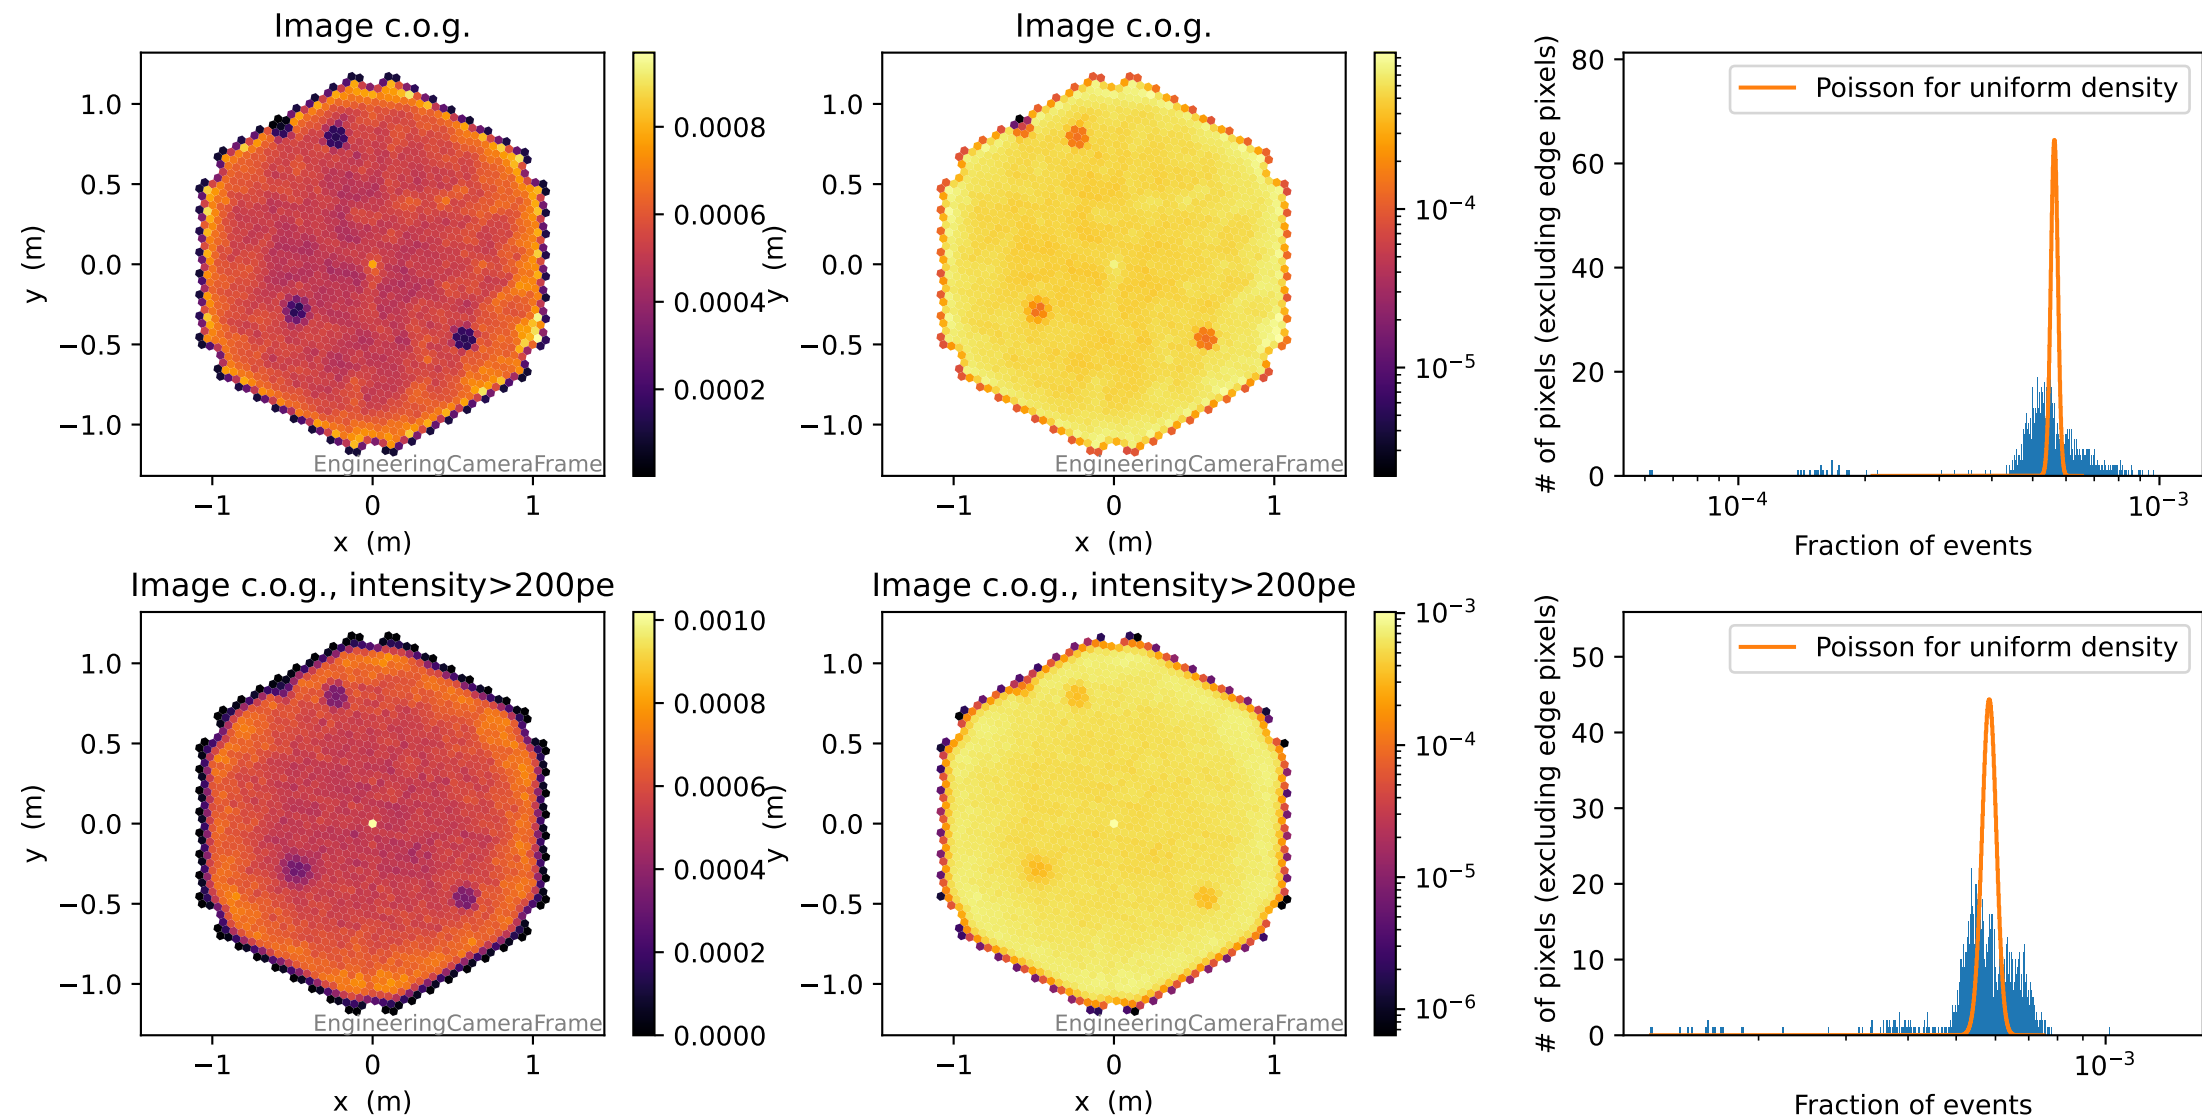 Image c.o.g.
y (m)
1.0
0.5
0.0
−0.5
−1.0
−1
0
1
x (m)
EngineeringCameraFrame
0.0008
0.0006
0.0004
0.0002
Image c.o.g.
y (m)
1.0
0.5
0.0
−0.5
−1.0
−1
0
1
x (m)
EngineeringCameraFrame
10⁻⁴
10⁻⁵
# of pixels (excluding edge pixels)
80
60
40
20
0
Poisson for uniform density
10⁻⁴
10⁻³
Fraction of events
Image c.o.g., intensity>200pe
y (m)
1.0
0.5
0.0
−0.5
−1.0
−1
0
1
x (m)
EngineeringCameraFrame
0.0010
0.0008
0.0006
0.0004
0.0002
0.0000
Image c.o.g., intensity>200pe
y (m)
1.0
0.5
0.0
−0.5
−1.0
−1
0
1
x (m)
EngineeringCameraFrame
10⁻³
10⁻⁴
10⁻⁵
10⁻⁶
# of pixels (excluding edge pixels)
50
40
30
20
10
0
Poisson for uniform density
10⁻³
Fraction of events